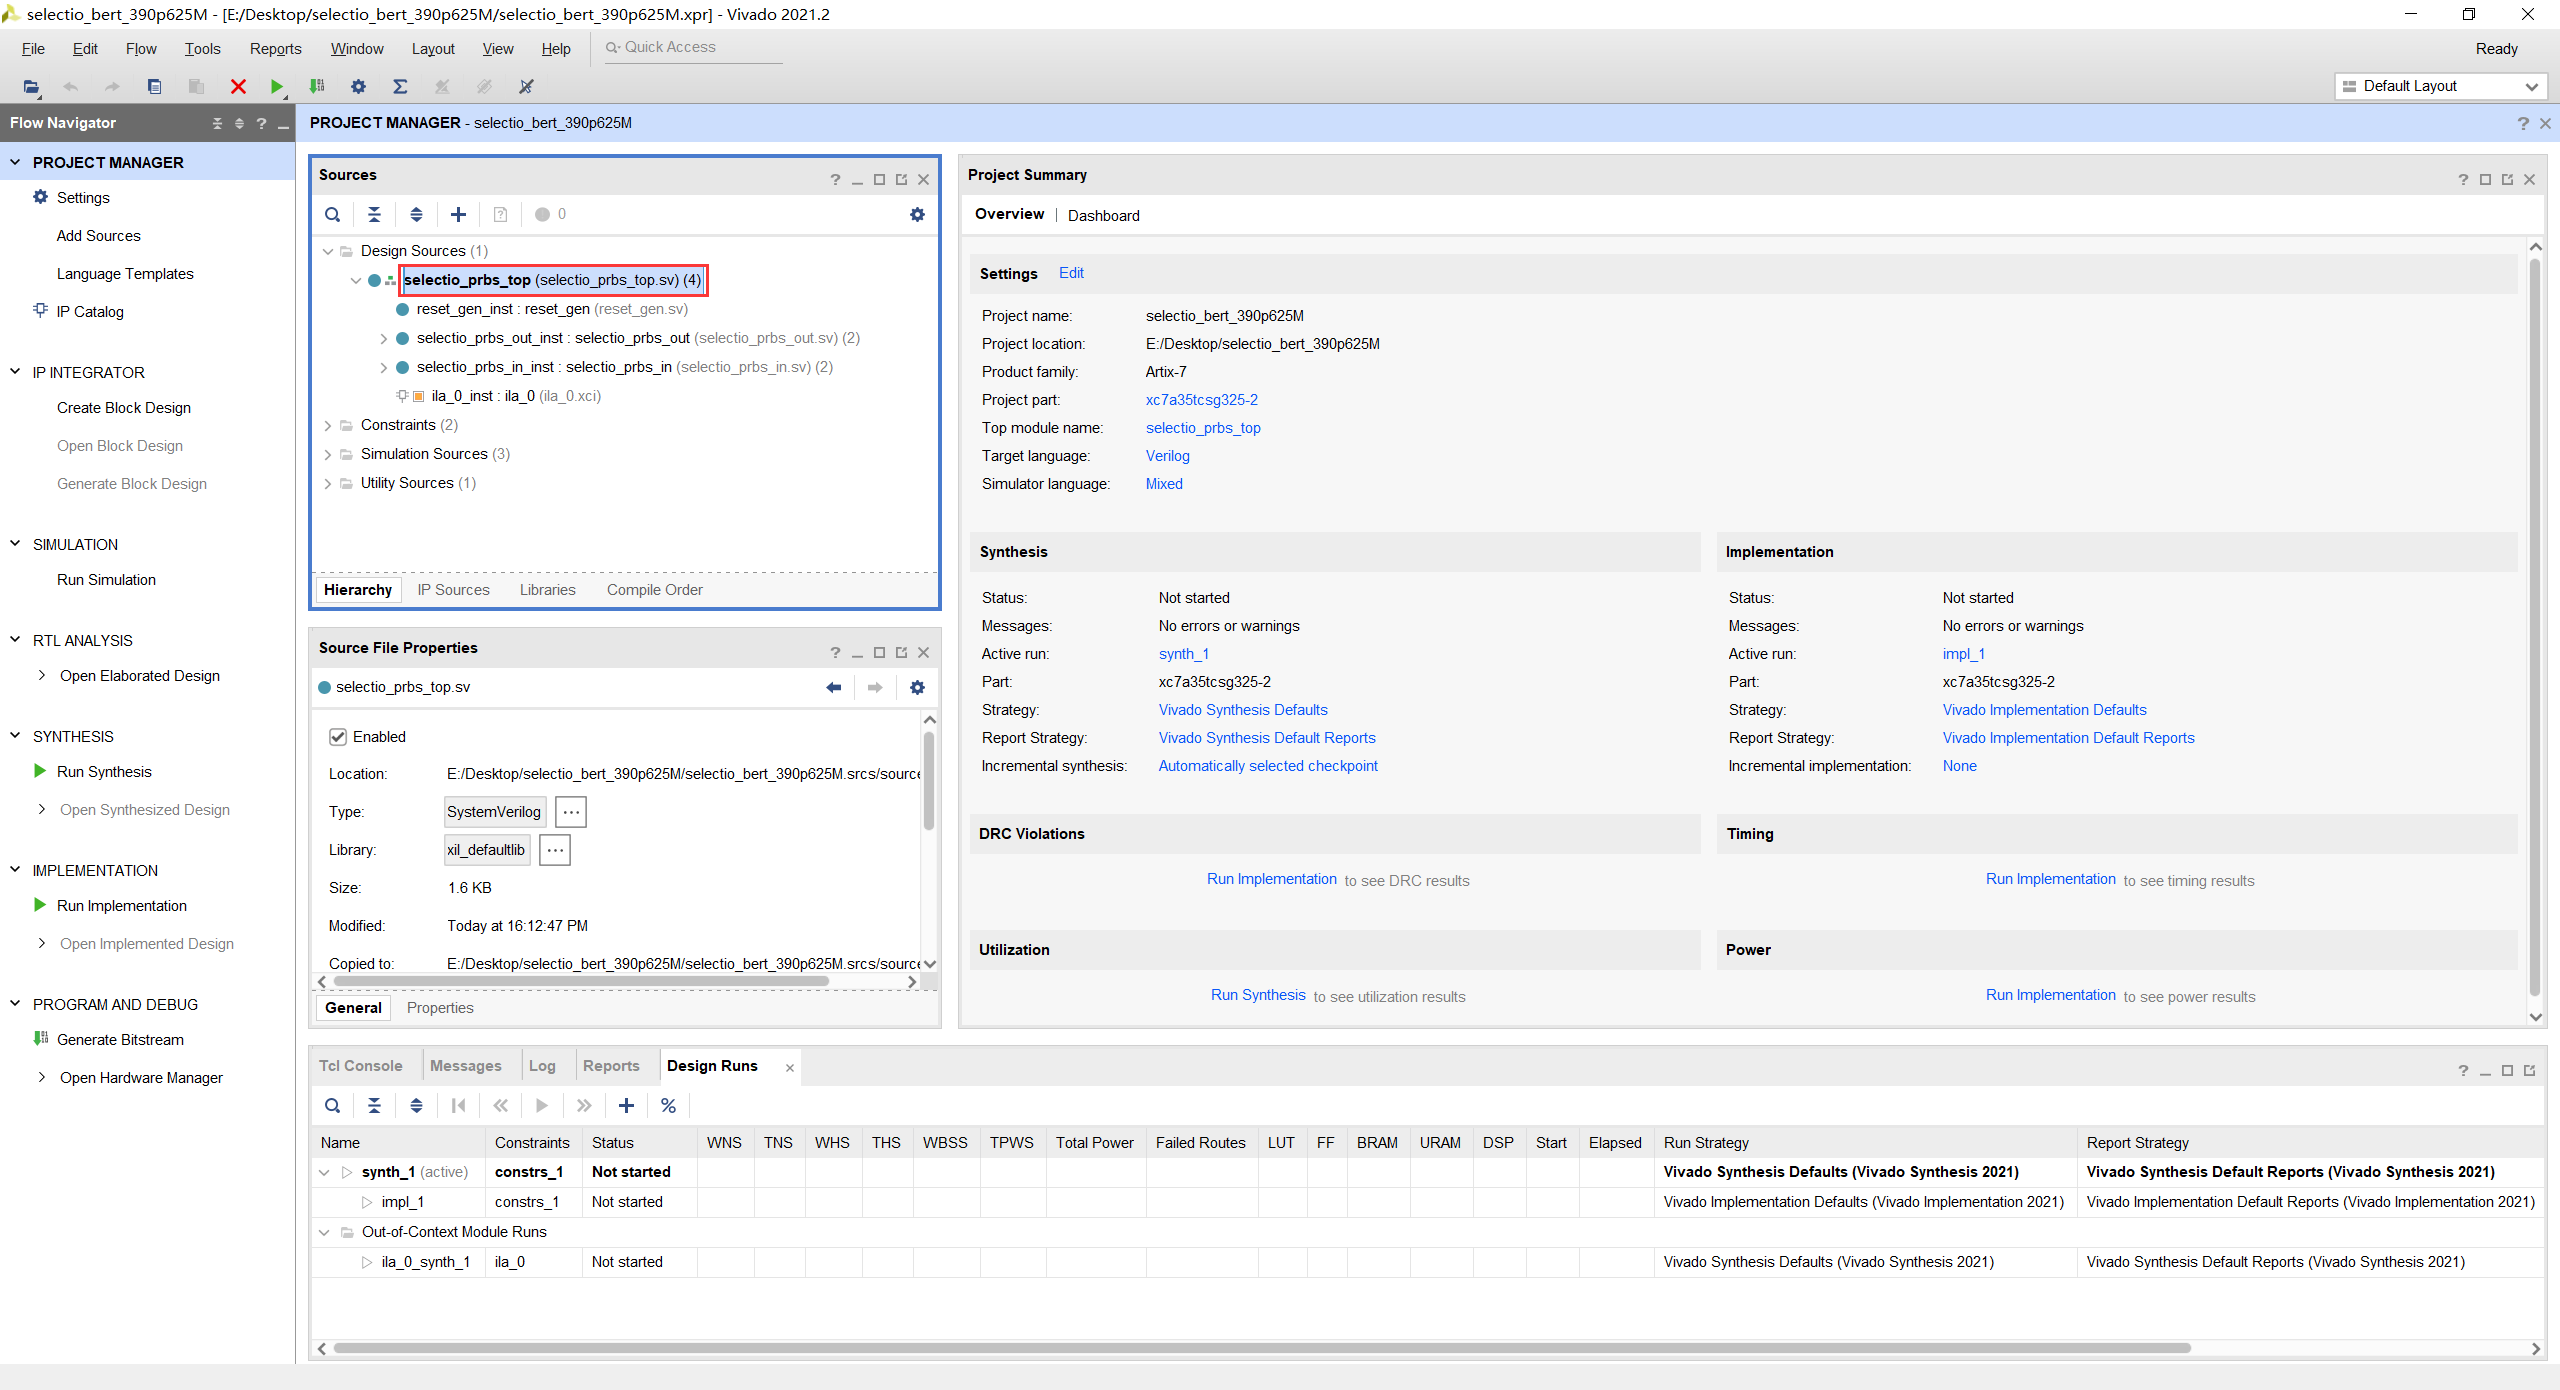 selectio_bert_390p625M - [E:/Desktop/selectio_bert_390p625M/selectio_bert_390p625M.xpr] - Vivado 2021.2
File Edit Flow Tools Reports Window Layout View Help Quick Access Ready
Default Layout
Flow Navigator
PROJECT MANAGER
Settings
Add Sources
Language Templates
IP Catalog
IP INTEGRATOR
Create Block Design
Open Block Design
Generate Block Design
SIMULATION
Run Simulation
RTL ANALYSIS
Open Elaborated Design
SYNTHESIS
Run Synthesis
Open Synthesized Design
IMPLEMENTATION
Run Implementation
Open Implemented Design
PROGRAM AND DEBUG
Generate Bitstream
Open Hardware Manager
PROJECT MANAGER - selectio_bert_390p625M
Sources
0
Design Sources (1)
selectio_prbs_top (selectio_prbs_top.sv) (4)
reset_gen_inst : reset_gen (reset_gen.sv)
selectio_prbs_out_inst : selectio_prbs_out (selectio_prbs_out.sv) (2)
selectio_prbs_in_inst : selectio_prbs_in (selectio_prbs_in.sv) (2)
ila_0_inst : ila_0 (ila_0.xci)
Constraints (2)
Simulation Sources (3)
Utility Sources (1)
Hierarchy IP Sources Libraries Compile Order
Source File Properties
selectio_prbs_top.sv
Enabled
Location: E:/Desktop/selectio_bert_390p625M/selectio_bert_390p625M.srcs/source
Type: SystemVerilog ...
Library: xil_defaultlib ...
Size: 1.6 KB
Modified: Today at 16:12:47 PM
Copied to: E:/Desktop/selectio_bert_390p625M/selectio_bert_390p625M.srcs/source
General Properties
Project Summary
Overview | Dashboard
Settings Edit
Project name: selectio_bert_390p625M
Project location: E:/Desktop/selectio_bert_390p625M
Product family: Artix-7
Project part: xc7a35tcsg325-2
Top module name: selectio_prbs_top
Target language: Verilog
Simulator language: Mixed
Synthesis
Status: Not started
Messages: No errors or warnings
Active run: synth_1
Part: xc7a35tcsg325-2
Strategy: Vivado Synthesis Defaults
Report Strategy: Vivado Synthesis Default Reports
Incremental synthesis: Automatically selected checkpoint
Implementation
Status: Not started
Messages: No errors or warnings
Active run: impl_1
Part: xc7a35tcsg325-2
Strategy: Vivado Implementation Defaults
Report Strategy: Vivado Implementation Default Reports
Incremental implementation: None
DRC Violations
Run Implementation to see DRC results
Timing
Run Implementation to see timing results
Utilization
Run Synthesis to see utilization results
Power
Run Implementation to see power results
Tcl Console Messages Log Reports Design Runs
Name Constraints Status WNS TNS WHS THS WBSS TPWS Total Power Failed Routes LUT FF BRAM URAM DSP Start Elapsed Run Strategy Report Strategy
synth_1 (active) constrs_1 Not started Vivado Synthesis Defaults (Vivado Synthesis 2021) Vivado Synthesis Default Reports (Vivado Synthesis 2021)
impl_1 constrs_1 Not started Vivado Implementation Defaults (Vivado Implementation 2021) Vivado Implementation Default Reports (Vivado Implementation 2021)
Out-of-Context Module Runs
ila_0_synth_1 ila_0 Not started Vivado Synthesis Defaults (Vivado Synthesis 2021) Vivado Synthesis Default Reports (Vivado Synthesis 2021)